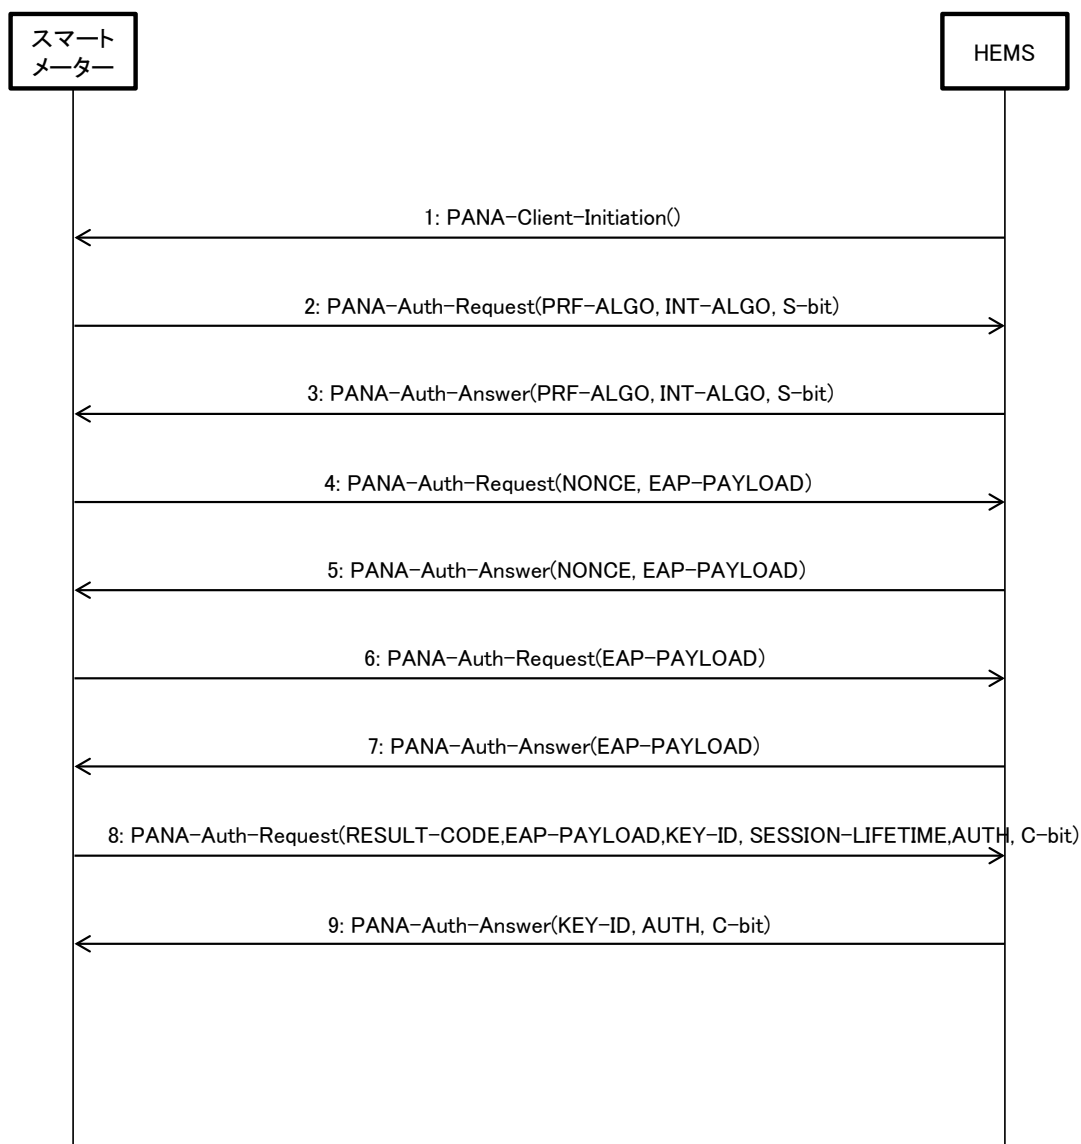 スマート
メーター
HEMS
1: PANA-Client-Initiation()
2: PANA-Auth-Request(PRF-ALGO, INT-ALGO, S-bit)
3: PANA-Auth-Answer(PRF-ALGO, INT-ALGO, S-bit)
4: PANA-Auth-Request(NONCE, EAP-PAYLOAD)
5: PANA-Auth-Answer(NONCE, EAP-PAYLOAD)
6: PANA-Auth-Request(EAP-PAYLOAD)
7: PANA-Auth-Answer(EAP-PAYLOAD)
8: PANA-Auth-Request(RESULT-CODE,EAP-PAYLOAD,KEY-ID, SESSION-LIFETIME,AUTH, C-bit)
9: PANA-Auth-Answer(KEY-ID, AUTH, C-bit)